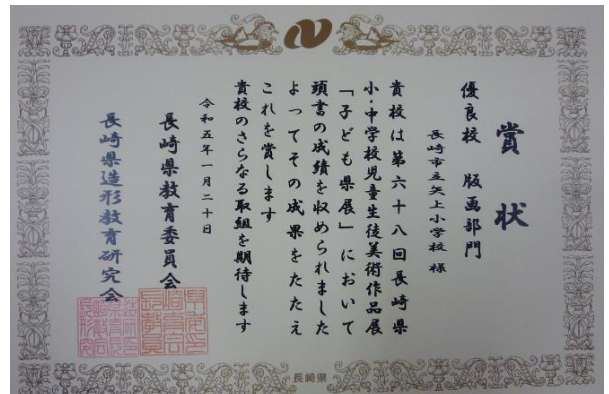 賞状
優良校 版画部門
長崎市立矢上小学校 様
貴校は第六十八回長崎県
小・中学校児童生徒美術作品展
「子ども県展」において
頭書の成績を収められました
よってその成果をたたえ
これを賞します
貴校のさらなる取組を期待します
令和五年一月二十日
長崎県教育委員会
長崎県造形教育研究会
長崎県